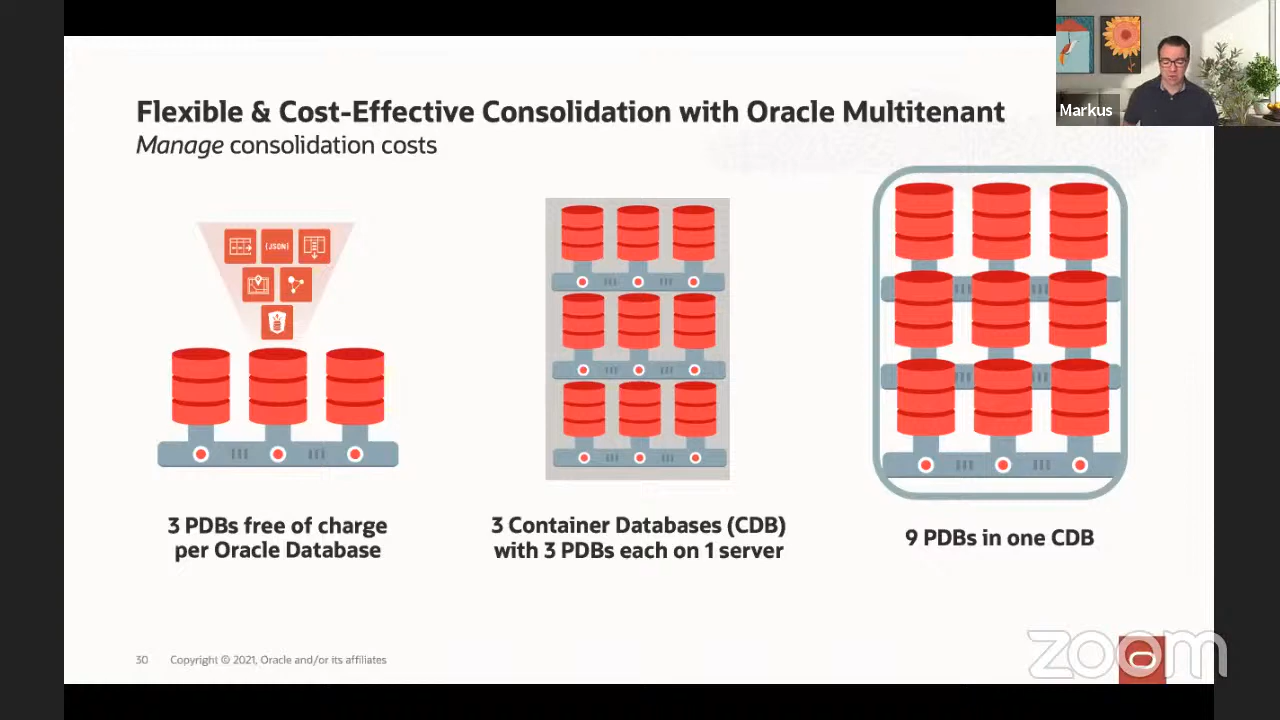 Flexible & Cost-Effective Consolidation with Oracle Multitenant
Manage consolidation costs
Markus
{JSON}
3 PDBs free of charge
per Oracle Database
3 Container Databases (CDB)
with 3 PDBs each on 1 server
9 PDBs in one CDB
30 Copyright © 2021, Oracle and/or its affiliates
zoom